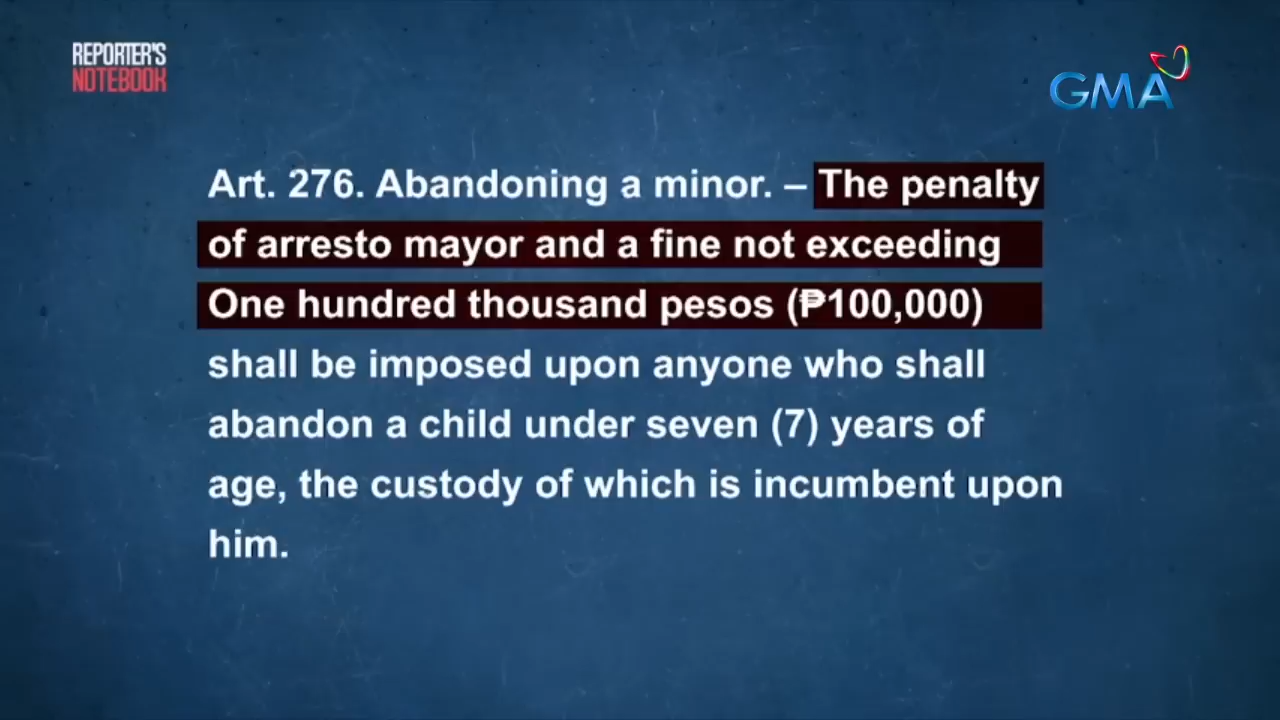 REPORTER'S
NOTEBOOK
GMA
Art. 276. Abandoning a minor. – The penalty
of arresto mayor and a fine not exceeding
One hundred thousand pesos (₱100,000)
shall be imposed upon anyone who shall
abandon a child under seven (7) years of
age, the custody of which is incumbent upon
him.